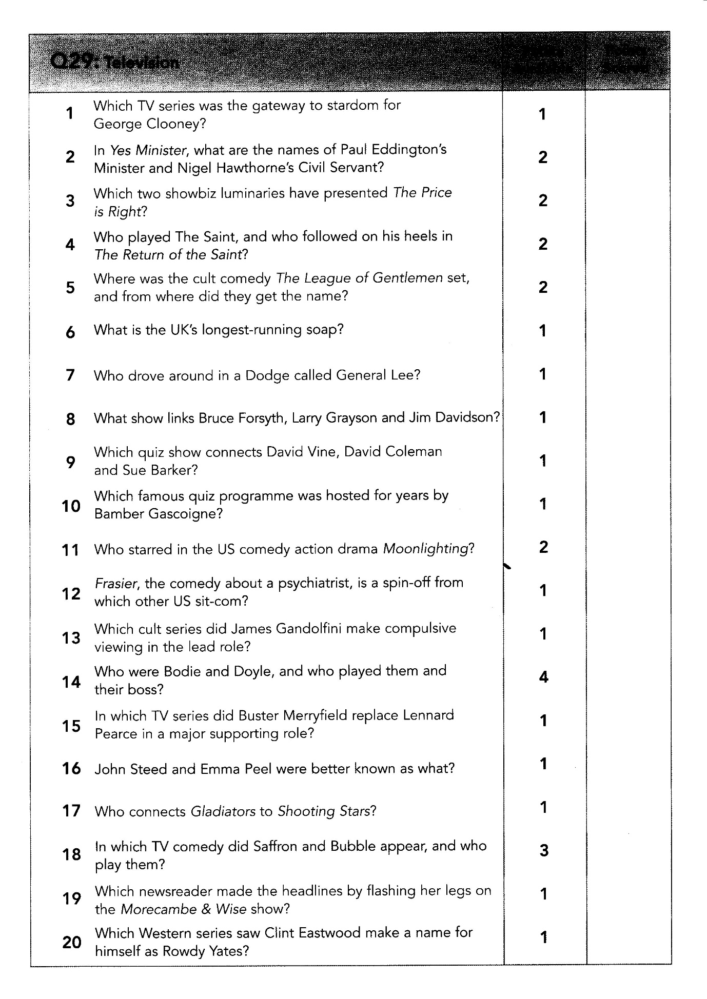 Q29: Television
1 Which TV series was the gateway to stardom for
George Clooney? 1
2 In Yes Minister, what are the names of Paul Eddington's
Minister and Nigel Hawthorne's Civil Servant? 2
3 Which two showbiz luminaries have presented The Price
is Right? 2
4 Who played The Saint, and who followed on his heels in
The Return of the Saint? 2
5 Where was the cult comedy The League of Gentlemen set,
and from where did they get the name? 2
6 What is the UK's longest-running soap? 1
7 Who drove around in a Dodge called General Lee? 1
8 What show links Bruce Forsyth, Larry Grayson and Jim Davidson? 1
9 Which quiz show connects David Vine, David Coleman
and Sue Barker? 1
10 Which famous quiz programme was hosted for years by
Bamber Gascoigne? 1
11 Who starred in the US comedy action drama Moonlighting? 2
12 Frasier, the comedy about a psychiatrist, is a spin-off from
which other US sit-com? 1
13 Which cult series did James Gandolfini make compulsive
viewing in the lead role? 1
14 Who were Bodie and Doyle, and who played them and
their boss? 4
15 In which TV series did Buster Merryfield replace Lennard
Pearce in a major supporting role? 1
16 John Steed and Emma Peel were better known as what? 1
17 Who connects Gladiators to Shooting Stars? 1
18 In which TV comedy did Saffron and Bubble appear, and who
play them? 3
19 Which newsreader made the headlines by flashing her legs on
the Morecambe & Wise show? 1
20 Which Western series saw Clint Eastwood make a name for
himself as Rowdy Yates? 1